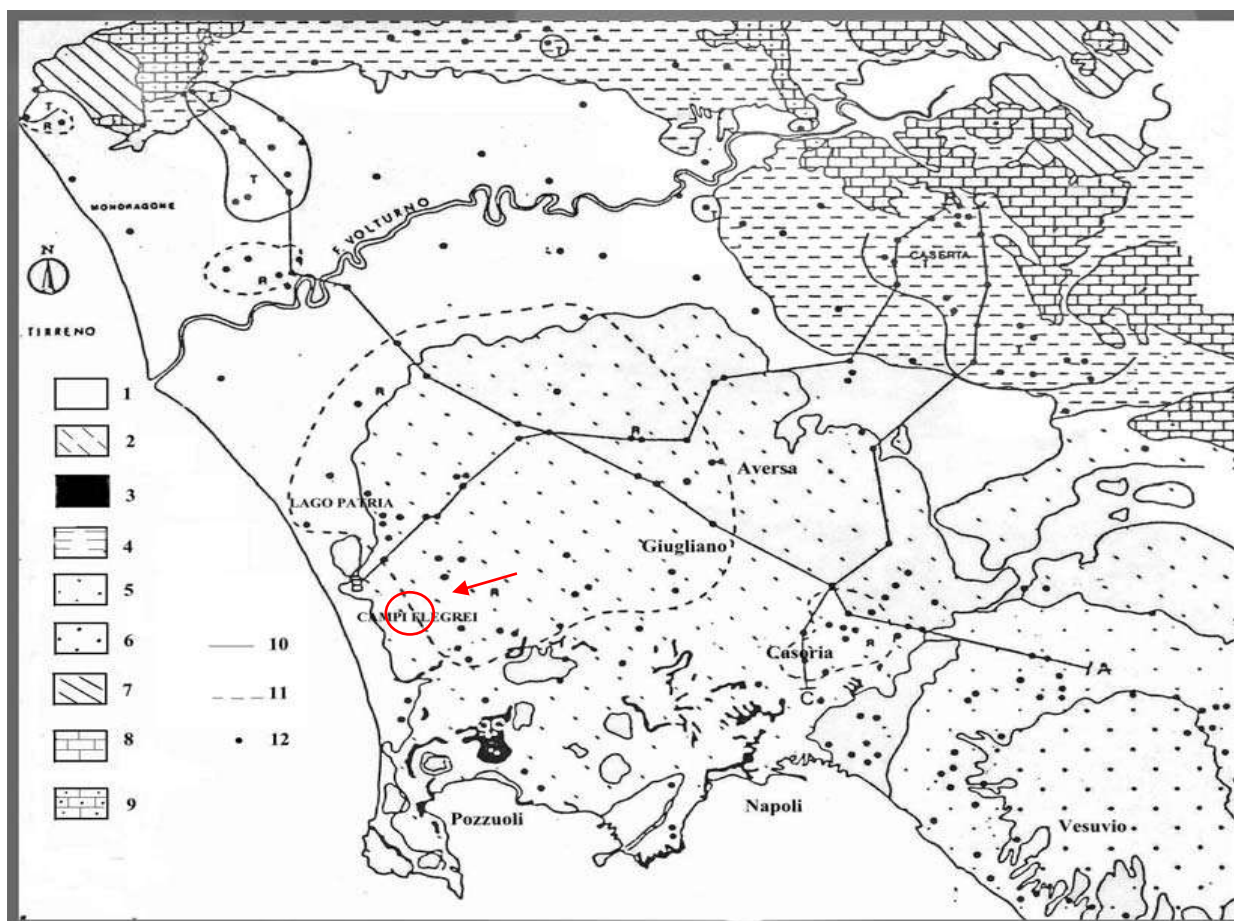 T
T
R
T
T
MONDRAGONE
F. VOLTURNO
T
B
CASERTA
T
N
R
TIRRENO
T
1
R
2
R
Aversa
3
LAGO PATRIA
4
Giugliano
5
R
CAMPI FLEGREI
6
10
Casoria
R
A
7
11
C
8
12
9
Napoli
Pozzuoli
Vesuvio